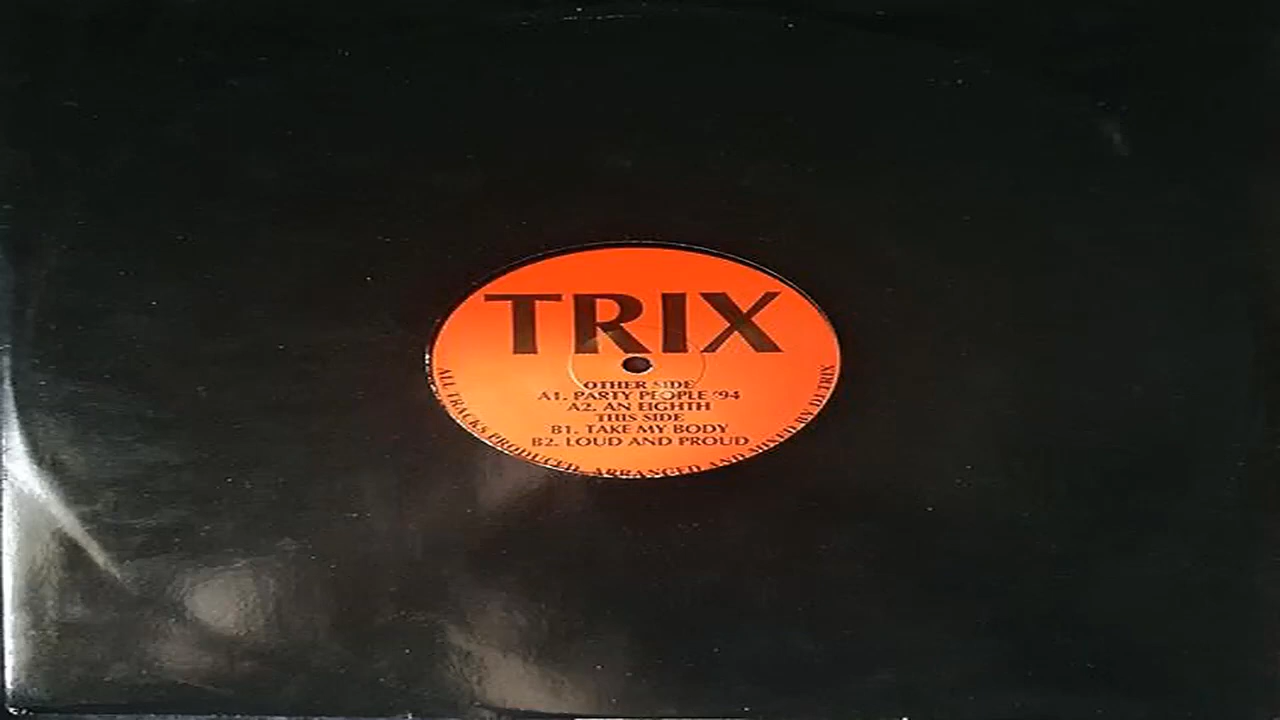 TRIX
OTHER SIDE
A1. PARTY PEOPLE '94
A2. AN EIGHTH
THIS SIDE
B1. TAKE MY BODY
B2. LOUD AND PROUD
ALL TRACKS PRODUCED, ARRANGED AND MIXED BY DJ TRIX